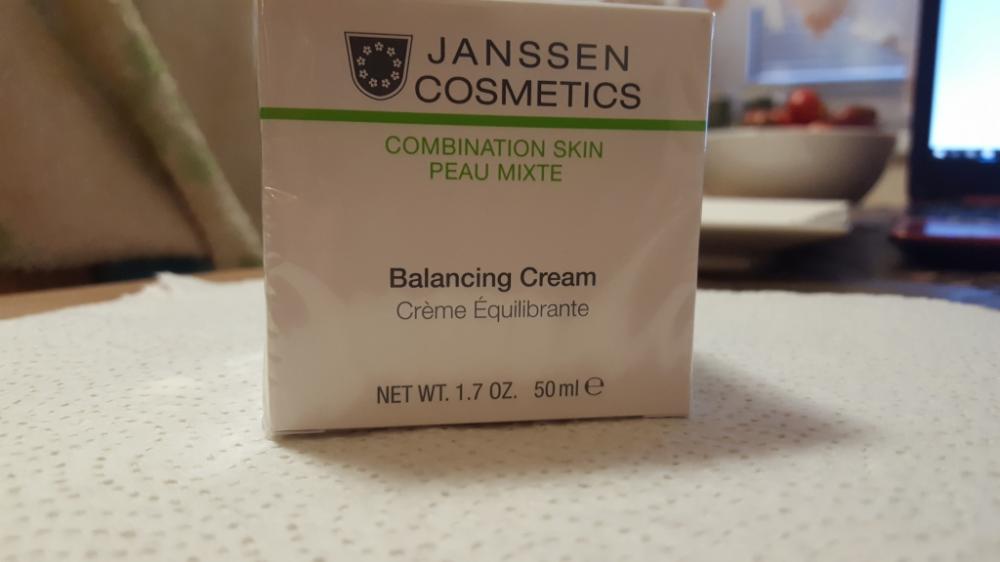 JANSSEN
COSMETICS
COMBINATION SKIN
PEAU MIXTE
Balancing Cream
Crème Équilibrante
NET WT. 1.7 OZ. 50 ml ℮